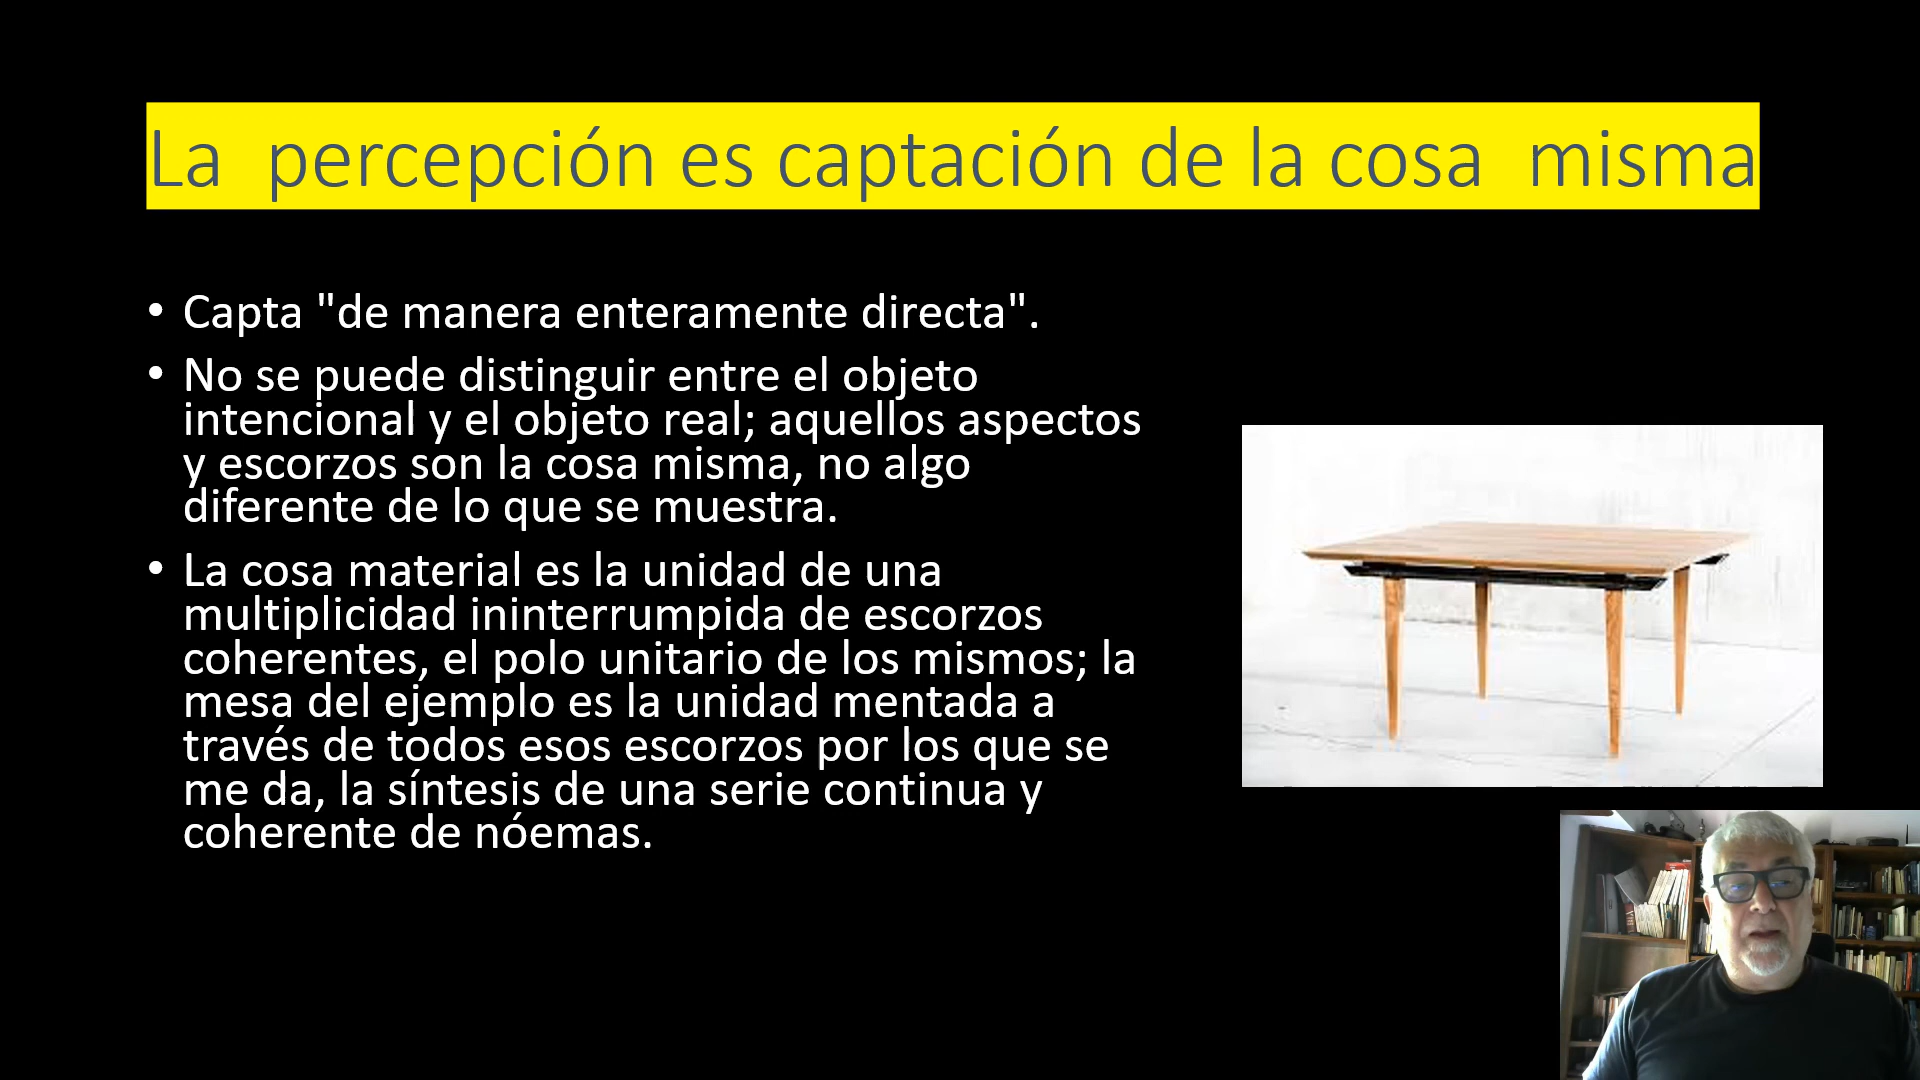 La  percepción es captación de la cosa  misma
• Capta "de manera enteramente directa".
• No se puede distinguir entre el objeto
intencional y el objeto real; aquellos aspectos
y escorzos son la cosa misma, no algo
diferente de lo que se muestra.
• La cosa material es la unidad de una
multiplicidad ininterrumpida de escorzos
coherentes, el polo unitario de los mismos; la
mesa del ejemplo es la unidad mentada a
través de todos esos escorzos por los que se
me da, la síntesis de una serie continua y
coherente de nóemas.